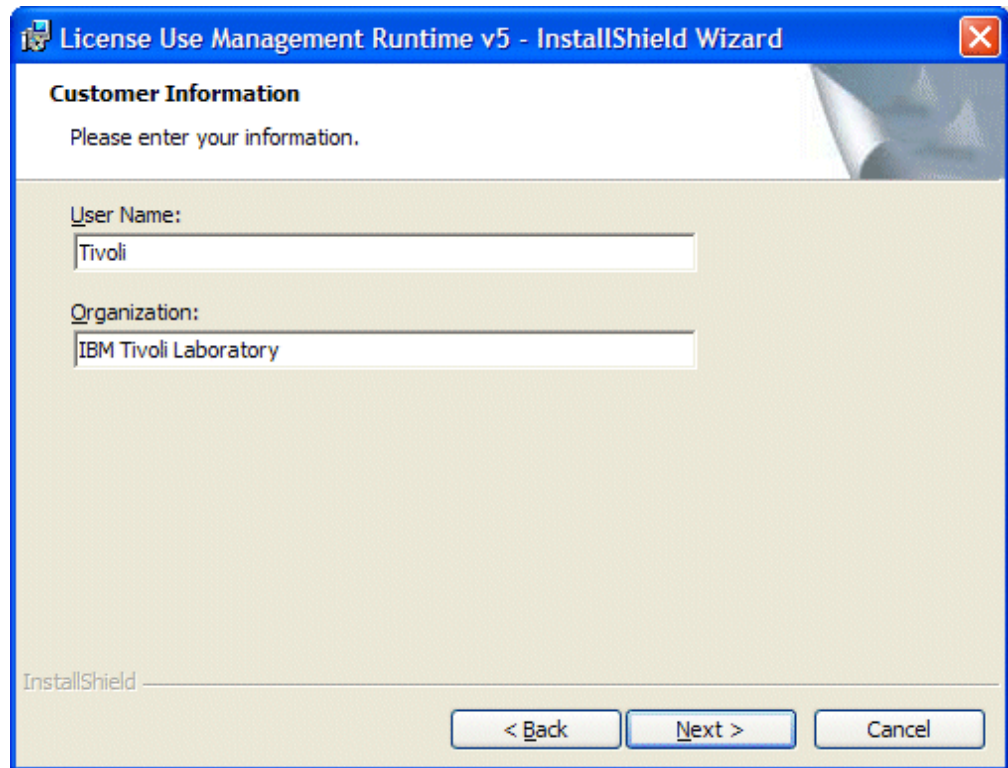 License Use Management Runtime v5 - InstallShield Wizard
Customer Information
Please enter your information.
User Name:
Tivoli
Organization:
IBM Tivoli Laboratory
InstallShield
< Back Next > Cancel